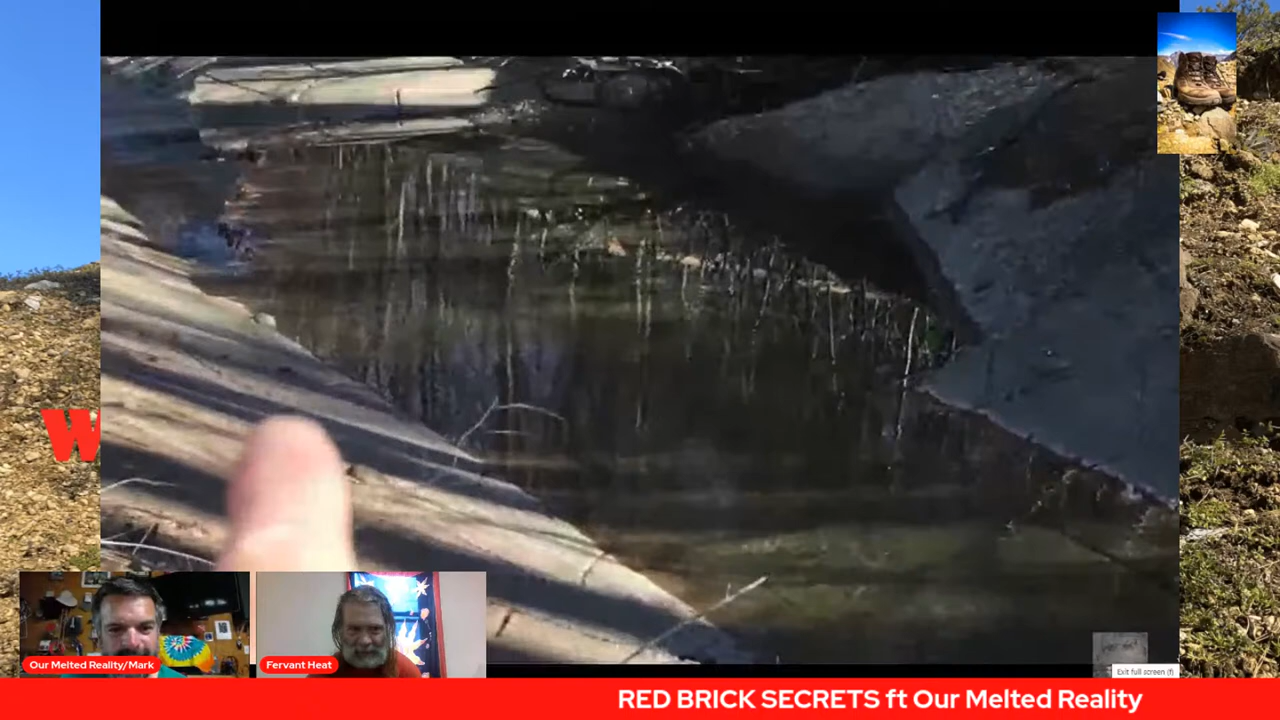 W
Our Melted Reality/Mark
Fervant Heat
Exit full screen (f)
RED BRICK SECRETS ft Our Melted Reality